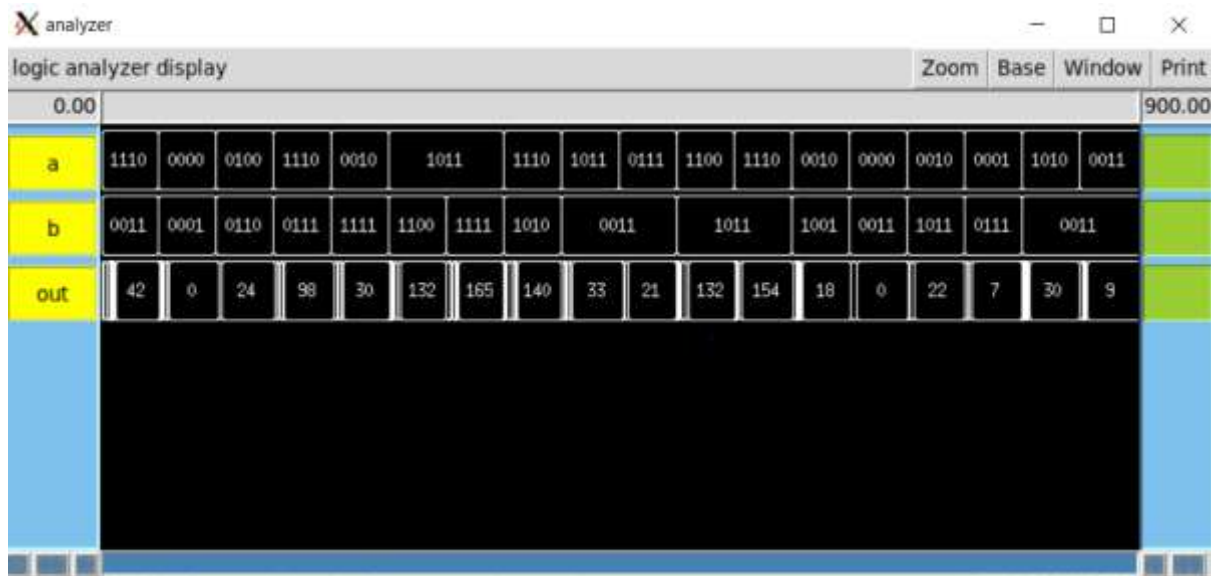 analyzer
logic analyzer display Zoom Base Window Print
0.00 900.00
a 1110 0000 0100 1110 0010 1011 1110 1011 0111 1100 1110 0010 0000 0010 0001 1010 0011
b 0011 0001 0110 0111 1111 1100 1111 1010 0011 1011 1001 0011 1011 0111 0011
out 42 0 24 98 30 132 165 140 33 21 132 154 18 0 22 7 30 9